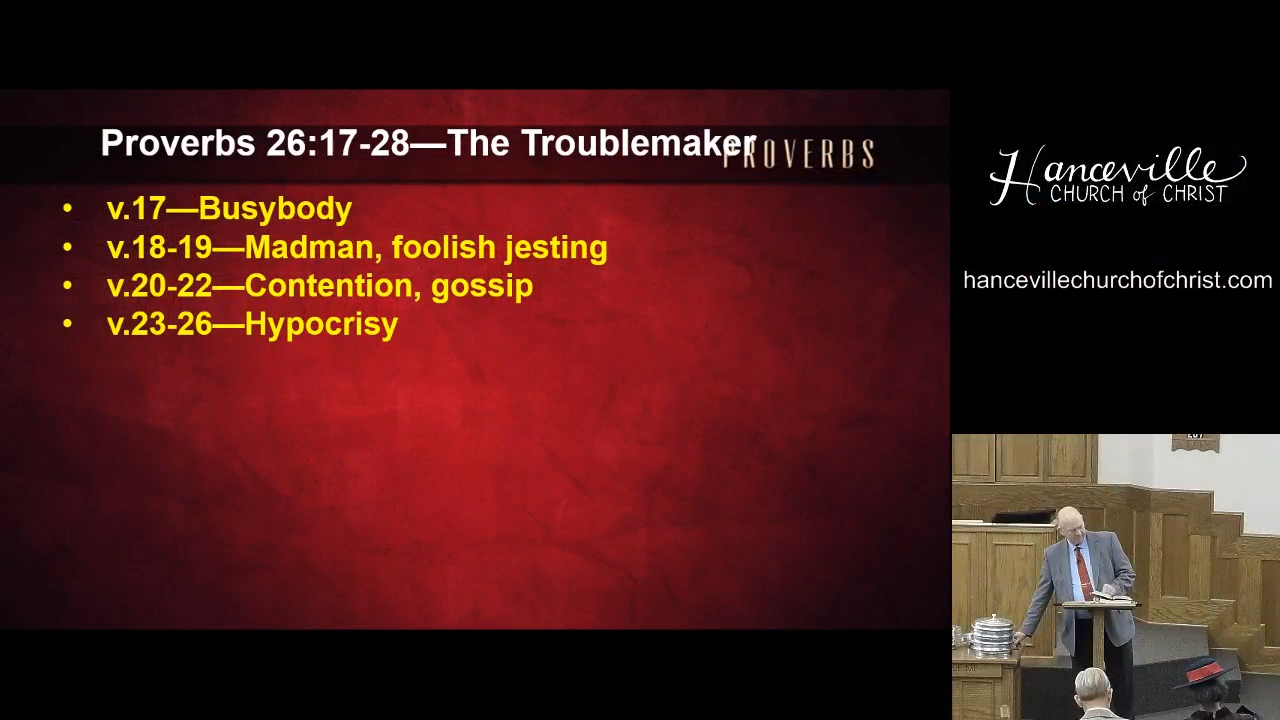 Proverbs 26:17-28—The Troublemaker
PROVERBS
• v.17—Busybody
• v.18-19—Madman, foolish jesting
• v.20-22—Contention, gossip
• v.23-26—Hypocrisy
Hanceville
CHURCH of CHRIST
hancevillechurchofchrist.com